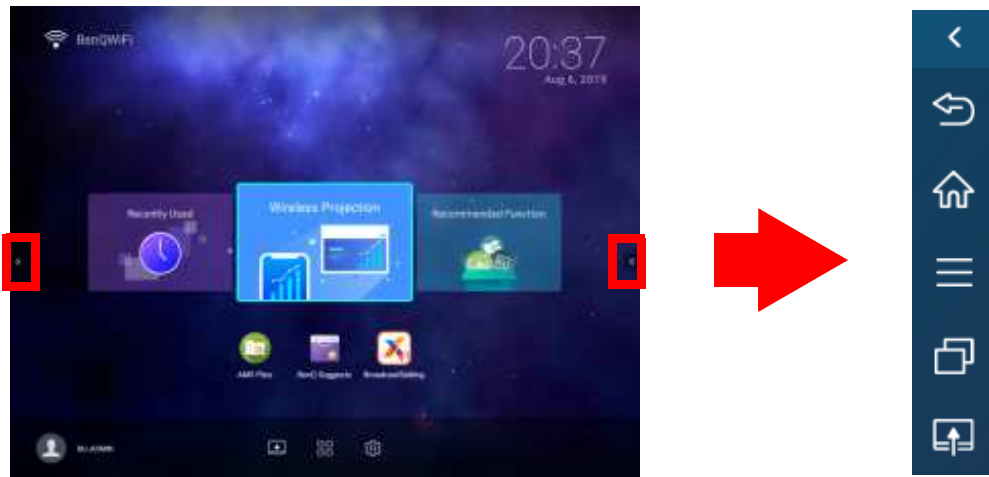 BenQWiFi
20:37
Aug 6, 2019
Recently Used
Wireless Projection
Recommended Function
AMS Files
BenQ Suggests
BroadcastSetting